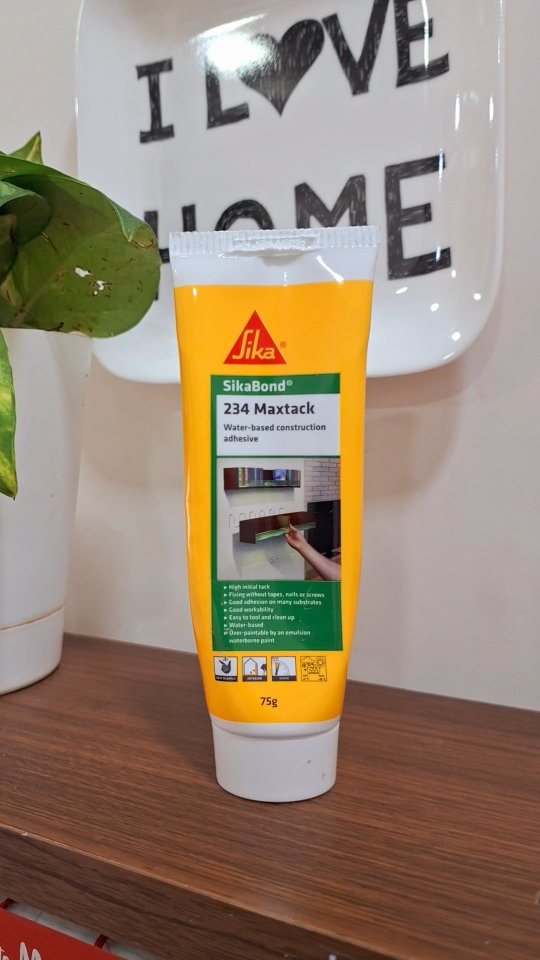 I LOVE
HOME
Sika®
SikaBond®
234 Maxtack
Water-based construction
adhesive
▸ High initial tack
▸ Fixing without tapes, nails or screws
▸ Good adhesion on many substrates
▸ Good workability
▸ Easy to tool and clean up
▸ Water-based
▸ Over-paintable by an emulsion
waterborne paint
INTERIOR
75g